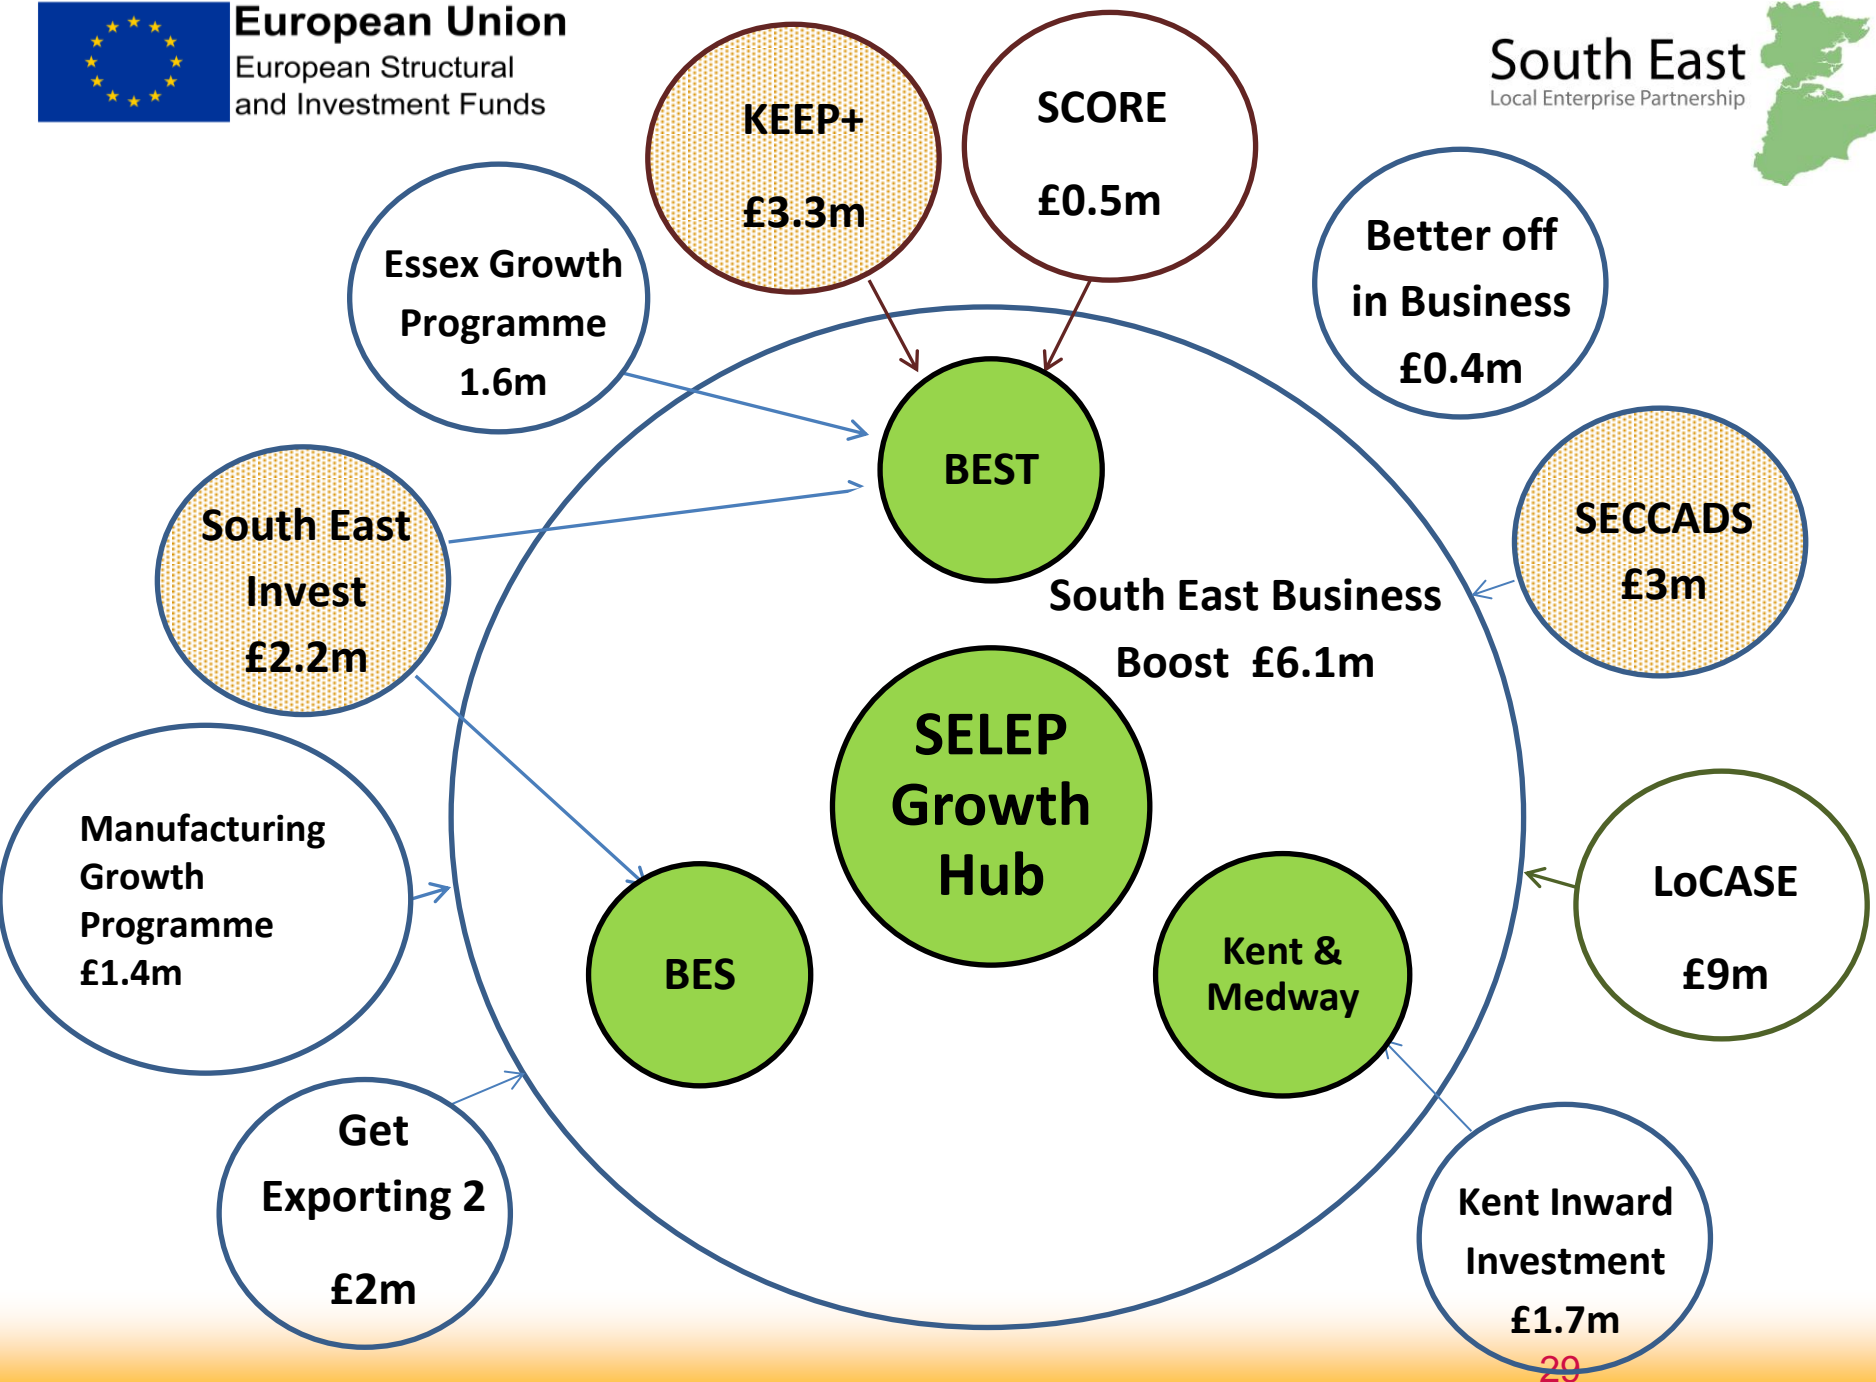 European Union
European Structural
and Investment Funds
South East
Local Enterprise Partnership
KEEP+
£3.3m
SCORE
£0.5m
Essex Growth
Programme
1.6m
Better off
in Business
£0.4m
BEST
South East
Invest
£2.2m
SECCADS
£3m
South East Business
Boost £6.1m
SELEP
Growth
Hub
Manufacturing
Growth
Programme
£1.4m
LoCASE
£9m
BES
Kent &
Medway
Get
Exporting 2
£2m
Kent Inward
Investment
£1.7m
29